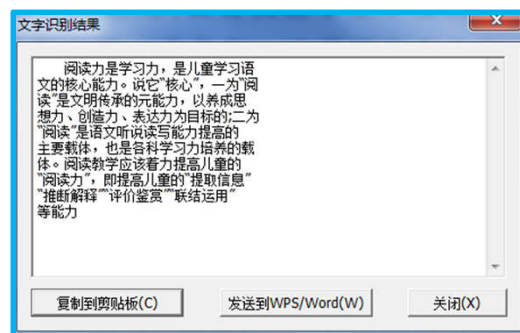 文字识别结果
阅读力是学习力，是儿童学习语
文的核心能力。说它“核心”，一为“阅
读”是文明传承的元能力，以养成思
想力、创造力、表达力为目标的;二为
“阅读”是语文听说读写能力提高的
主要载体，也是各科学习力培养的载
体。阅读教学应该着力提高儿童的
“阅读力”，即提高儿童的“提取信息”
“推断解释”“评价鉴赏”“联结运用”
等能力
复制到剪贴板(C)
发送到WPS/Word(W)
关闭(X)